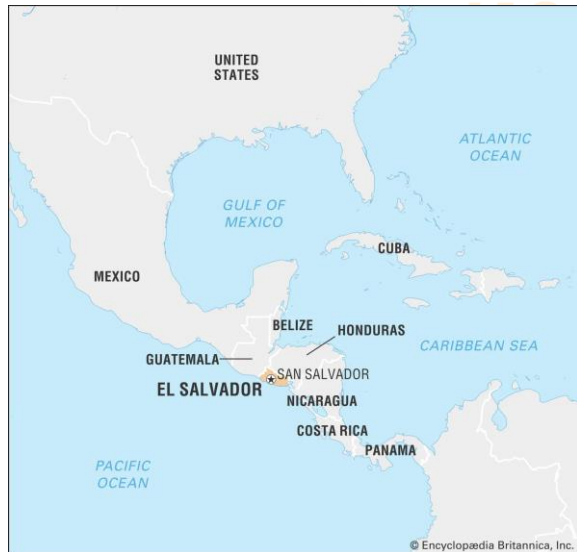 UNITED
STATES
ATLANTIC
OCEAN
GULF OF
MEXICO
CUBA
MEXICO
BELIZE
HONDURAS
CARIBBEAN SEA
GUATEMALA
SAN SALVADOR
EL SALVADOR
NICARAGUA
COSTA RICA
PANAMA
PACIFIC
OCEAN
© Encyclopædia Britannica, Inc.